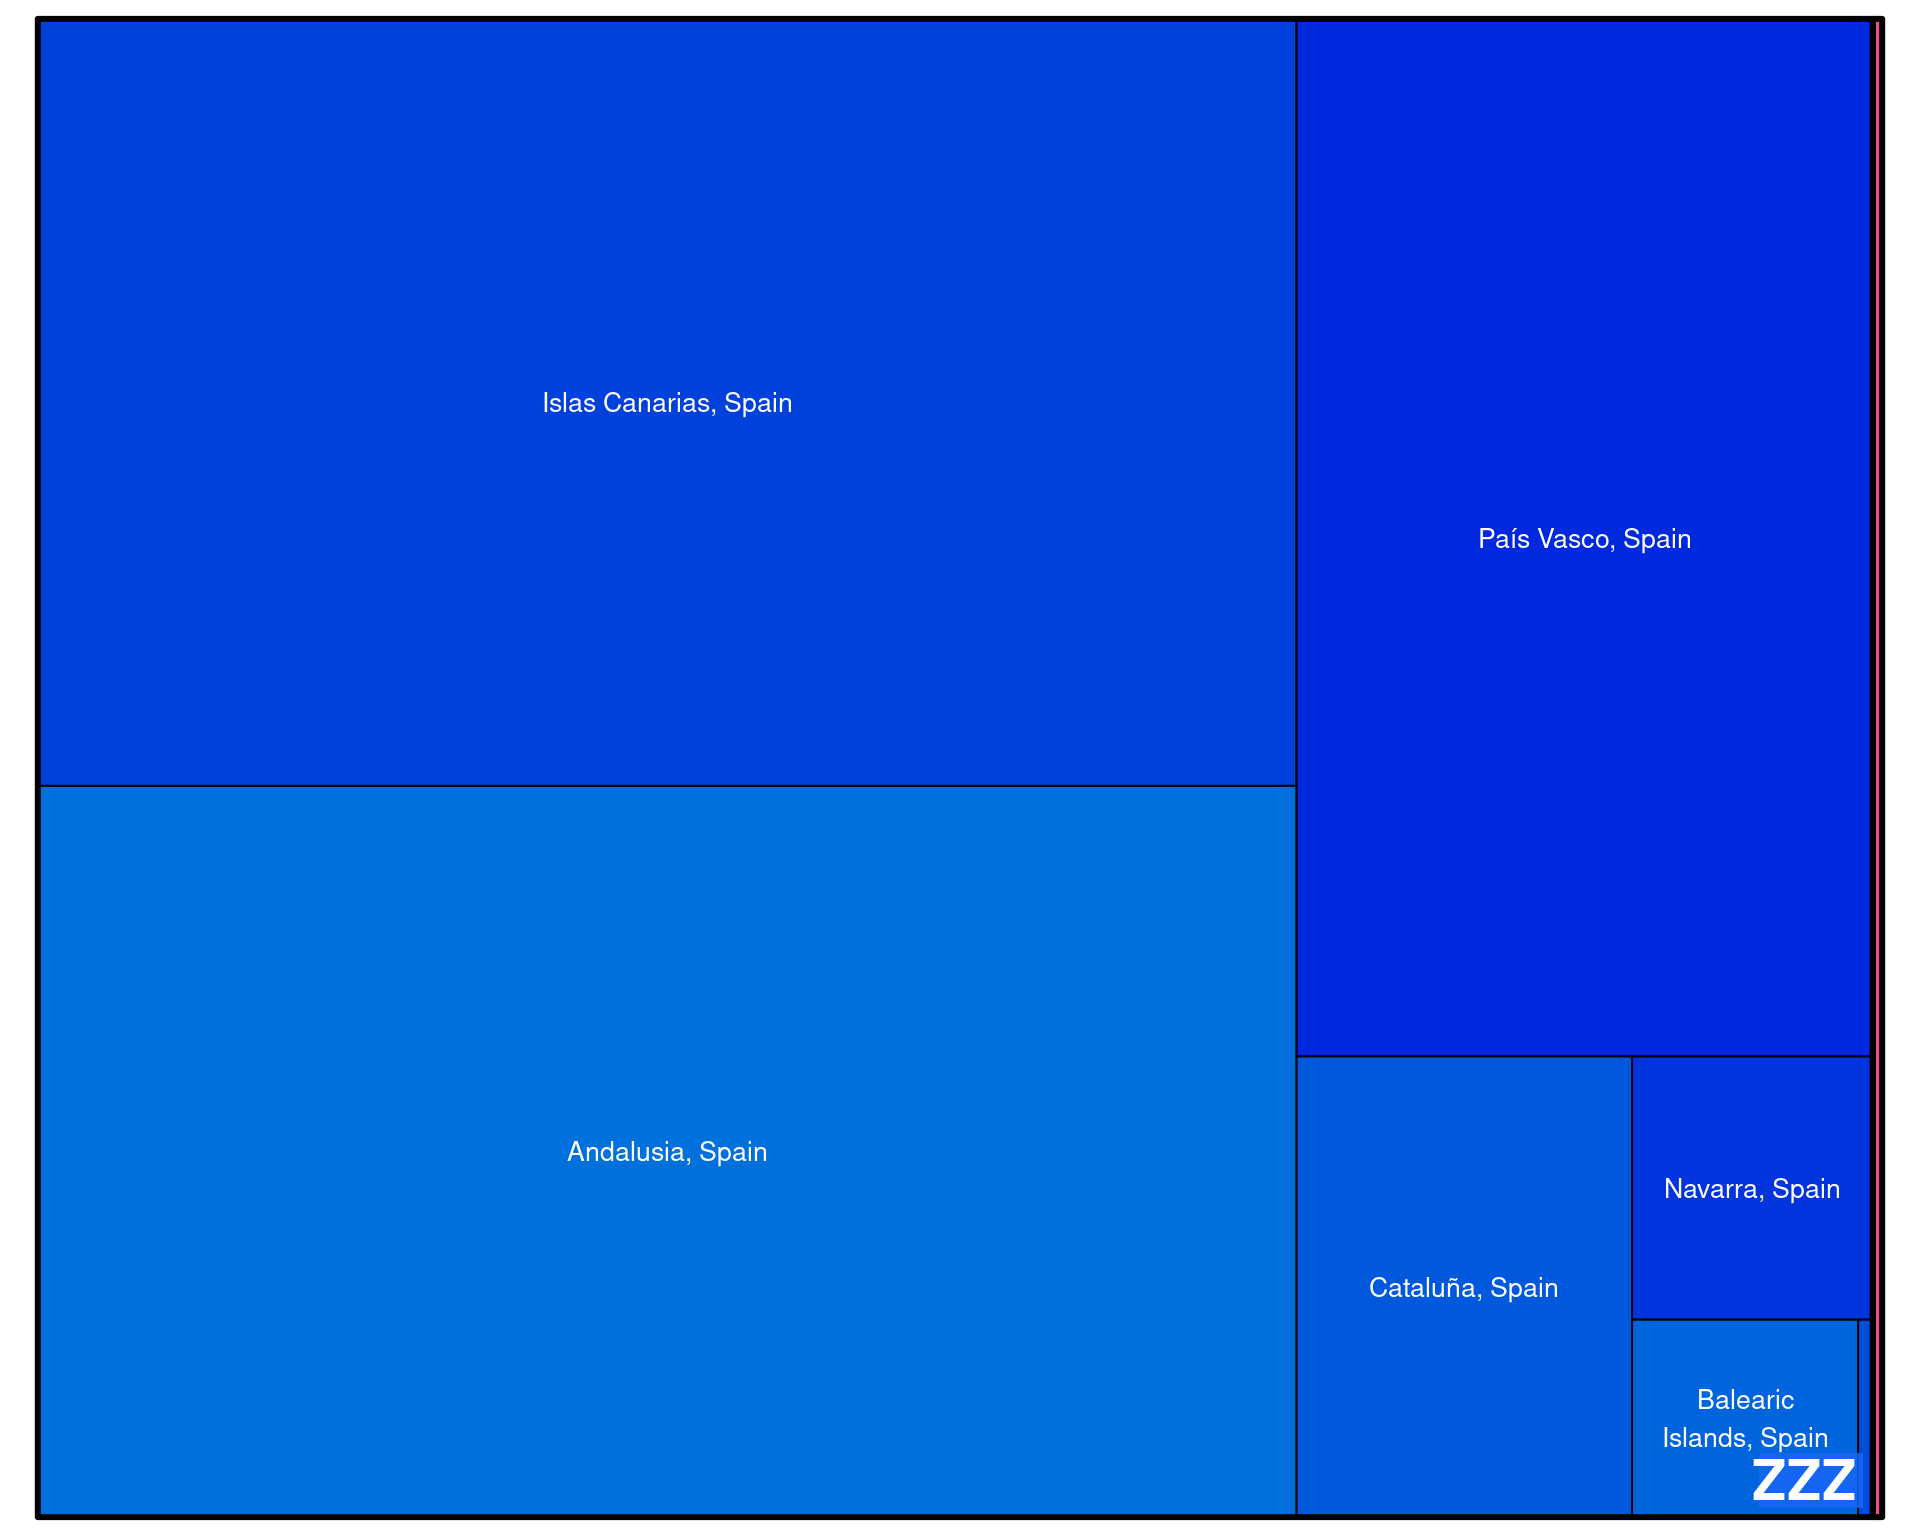 Islas Canarias, Spain
País Vasco, Spain
Andalusia, Spain
Cataluña, Spain
Navarra, Spain
Balearic
Islands, Spain
ZZZ